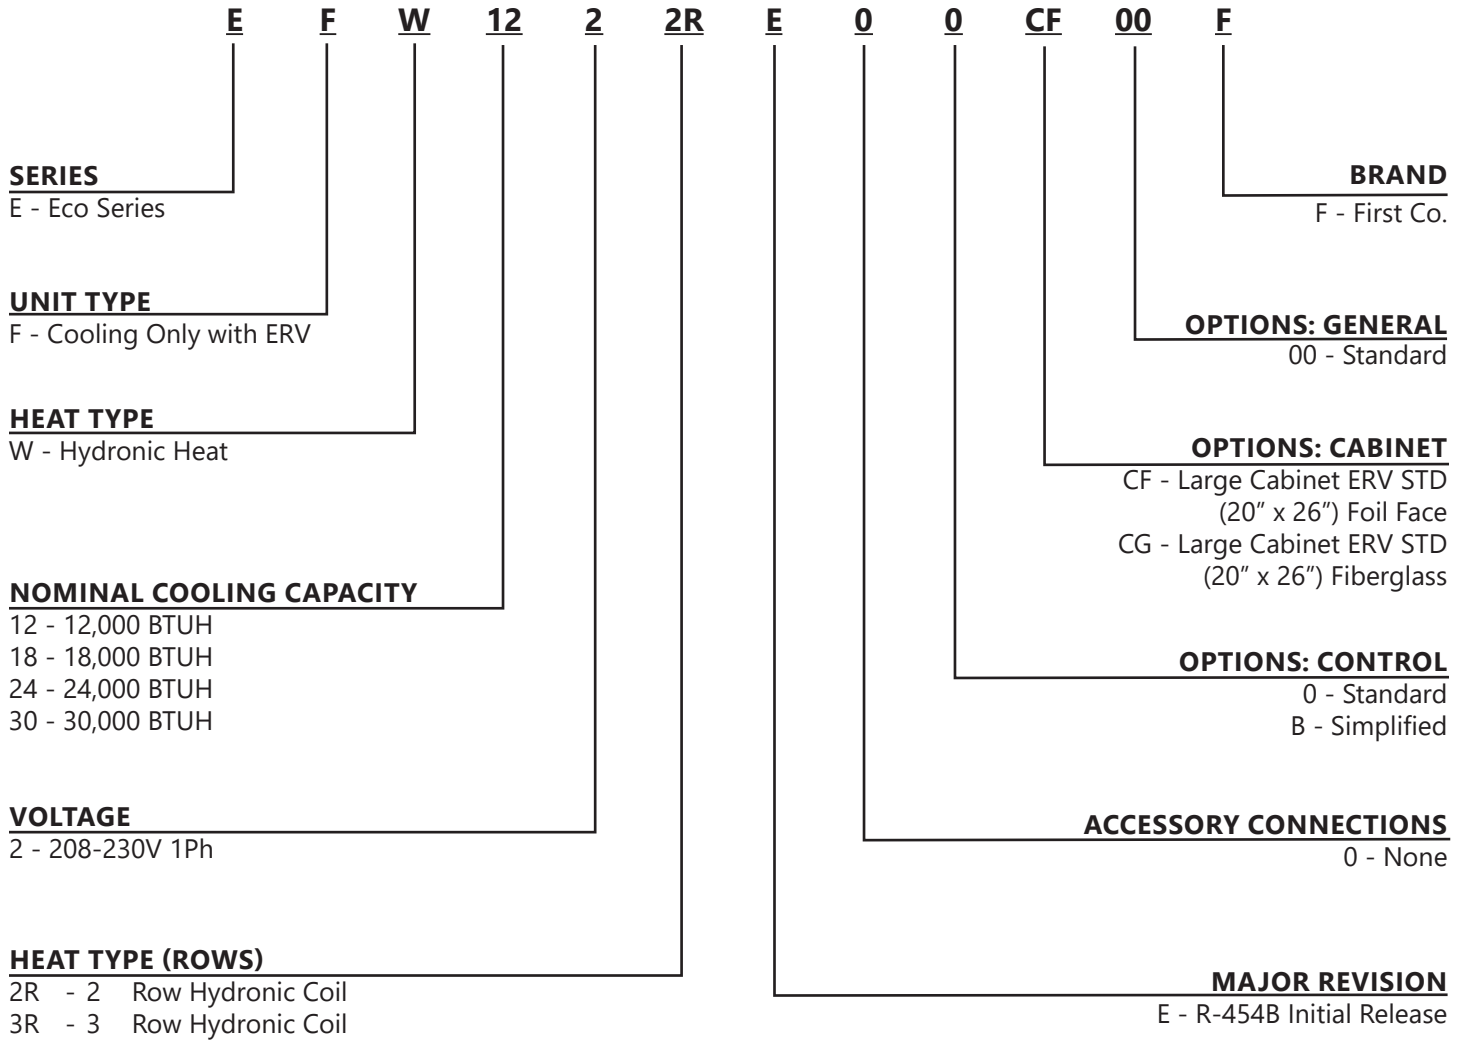 E F W 12 2 2R E 0 0 CF 00 F
SERIES
E - Eco Series
UNIT TYPE
F - Cooling Only with ERV
HEAT TYPE
W - Hydronic Heat
NOMINAL COOLING CAPACITY
12 - 12,000 BTUH
18 - 18,000 BTUH
24 - 24,000 BTUH
30 - 30,000 BTUH
VOLTAGE
2 - 208-230V 1Ph
HEAT TYPE (ROWS)
2R - 2 Row Hydronic Coil
3R - 3 Row Hydronic Coil
BRAND
F - First Co.
OPTIONS: GENERAL
00 - Standard
OPTIONS: CABINET
CF - Large Cabinet ERV STD
(20” x 26”) Foil Face
CG - Large Cabinet ERV STD
(20” x 26”) Fiberglass
OPTIONS: CONTROL
0 - Standard
B - Simplified
ACCESSORY CONNECTIONS
0 - None
MAJOR REVISION
E - R-454B Initial Release